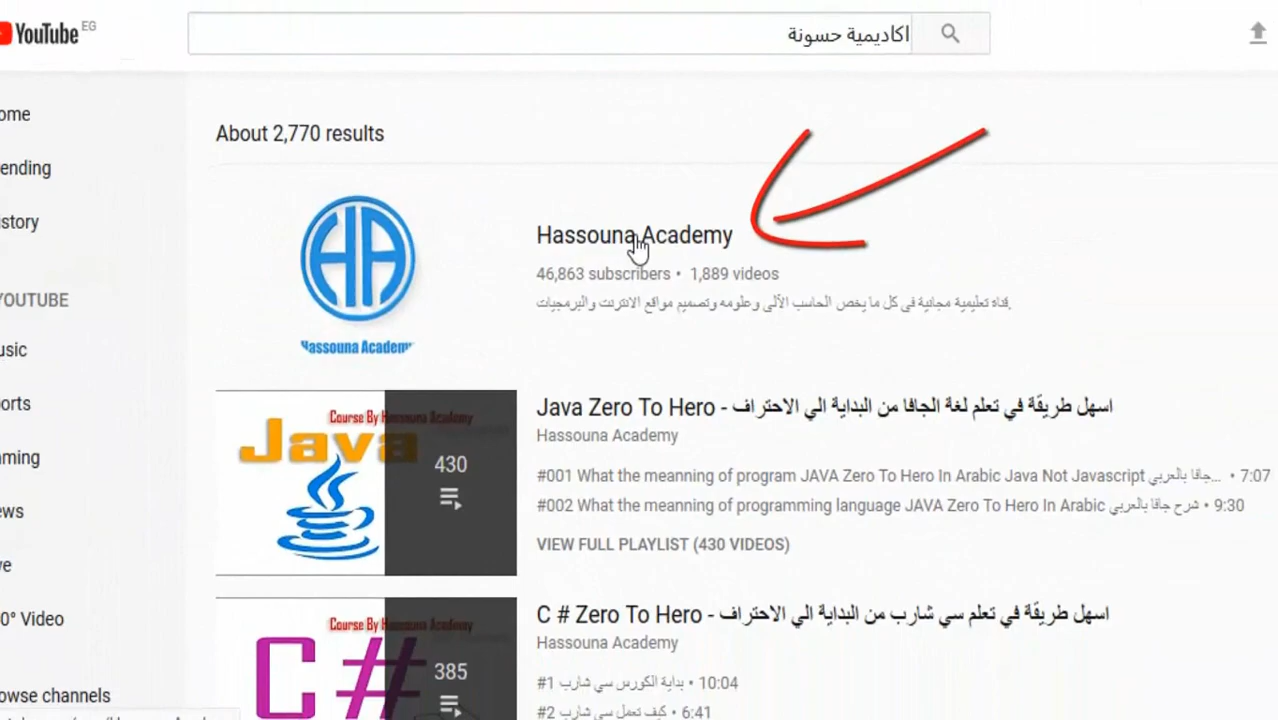 YouTube EG
اكاديمية حسونة
ome
ending
istory
YOUTUBE
usic
orts
ming
ews
ve
0° Video
owse channels
About 2,770 results
HA
Hassouna Academy
Hassouna Academy
46,863 subscribers • 1,889 videos
قناه تعليمية مجانية فى كل ما يخص الحاسب الألى وعلومه وتصميم مواقع الانترنت والبرمجيات.
Course By Hassouna Academy
Java
430
Java Zero To Hero - اسهل طريقة في تعلم لغة الجافا من البداية الي الاحتراف
Hassouna Academy
#001 What the meanning of program JAVA Zero To Hero In Arabic Java Not Javascript جافا بالعربي... • 7:07
#002 What the meanning of programming language JAVA Zero To Hero In Arabic شرح جافا بالعربي • 9:30
VIEW FULL PLAYLIST (430 VIDEOS)
Course By Hassouna Academy
C#
385
C # Zero To Hero - اسهل طريقة في تعلم سي شارب من البداية الي الاحتراف
Hassouna Academy
#1 بداية الكورس سي شارب • 10:04
#2 كيف تعمل سي شارب • 6:41